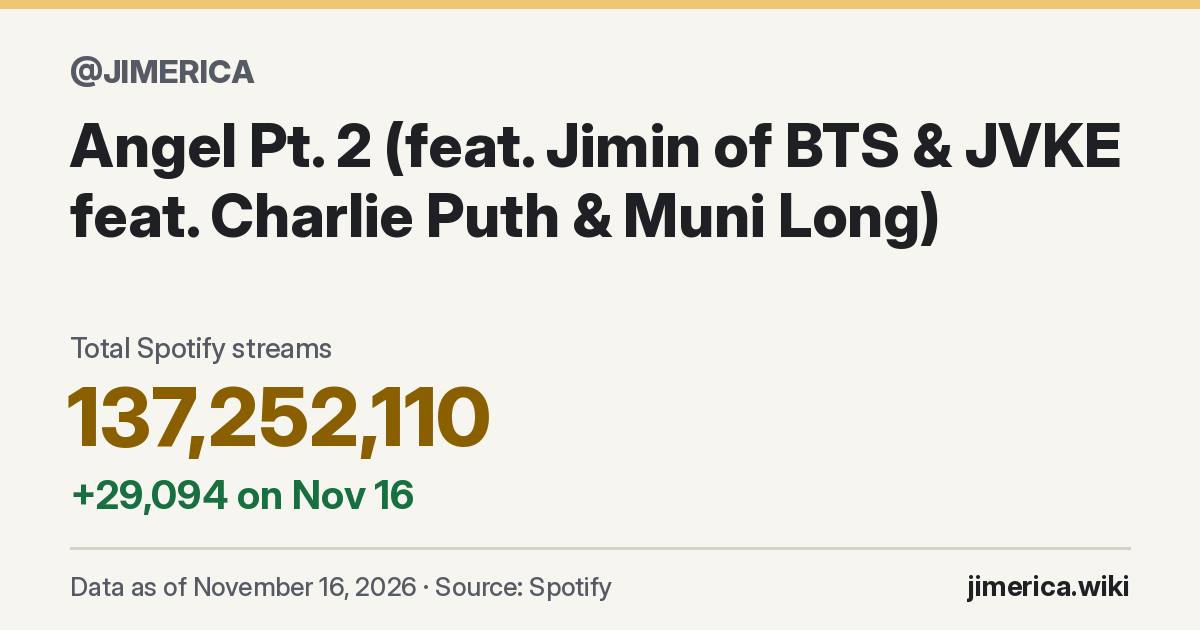 @JIMERICA
Angel Pt. 2 (feat. Jimin of BTS & JVKE
feat. Charlie Puth & Muni Long)
Total Spotify streams
137,252,110
+29,094 on Nov 16
Data as of November 16, 2026 · Source: Spotify
jimerica.wiki